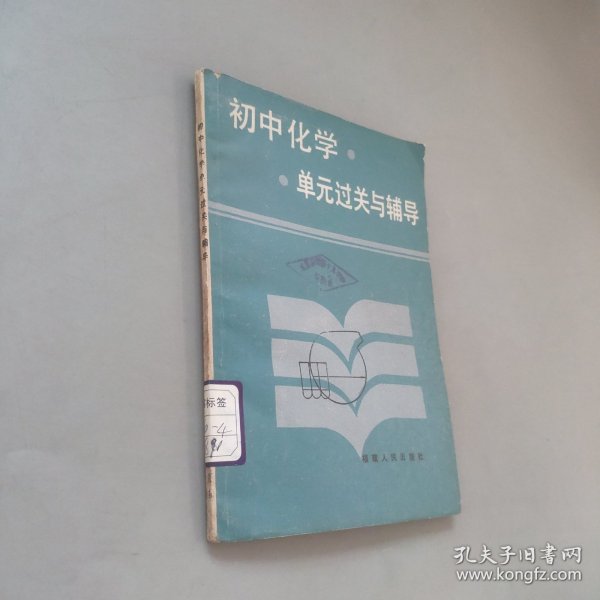 初中化学
单元过关与辅导
福建人民出版社
初中化学单元过关与辅导
标签
孔夫子旧书网
www.kongfz.com